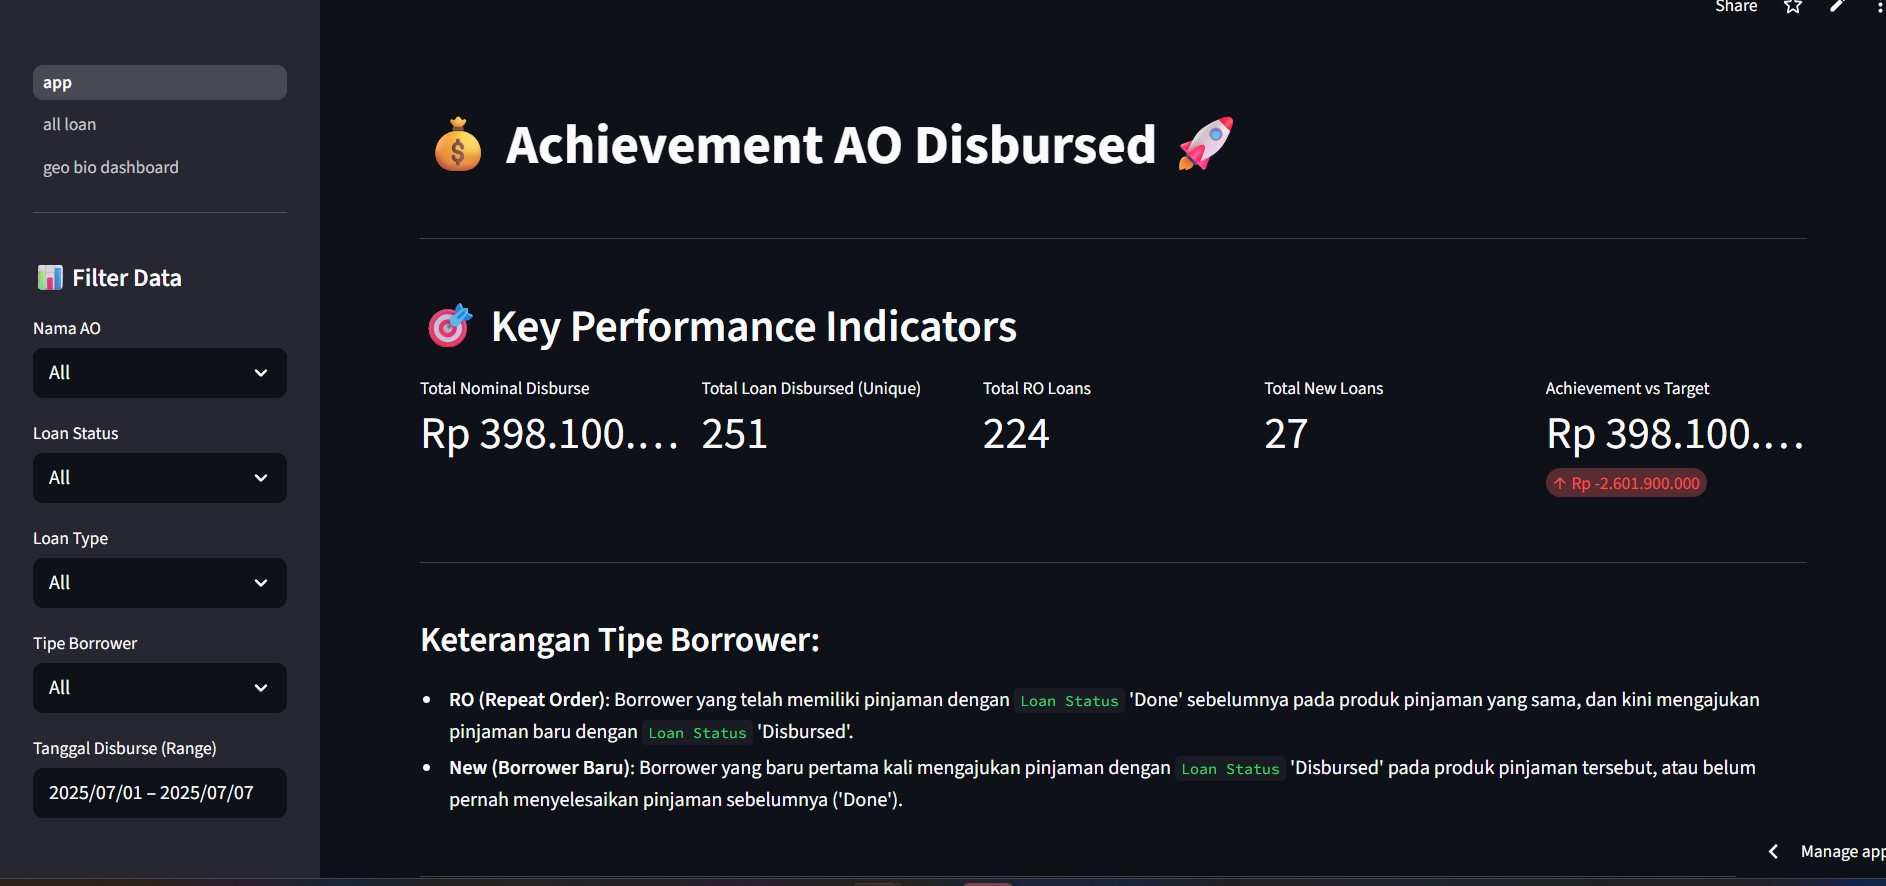 Share
app
all loan
geo bio dashboard
Filter Data
Nama AO
All
Loan Status
All
Loan Type
All
Tipe Borrower
All
Tanggal Disburse (Range)
2025/07/01 – 2025/07/07
Achievement AO Disbursed
Key Performance Indicators
Total Nominal Disburse
Rp 398.100....
Total Loan Disbursed (Unique)
251
Total RO Loans
224
Total New Loans
27
Achievement vs Target
Rp 398.100....
↑ Rp -2.601.900.000
Keterangan Tipe Borrower:
• RO (Repeat Order): Borrower yang telah memiliki pinjaman dengan Loan Status 'Done' sebelumnya pada produk pinjaman yang sama, dan kini mengajukan
pinjaman baru dengan Loan Status 'Disbursed'.
• New (Borrower Baru): Borrower yang baru pertama kali mengajukan pinjaman dengan Loan Status 'Disbursed' pada produk pinjaman tersebut, atau belum
pernah menyelesaikan pinjaman sebelumnya ('Done').
Manage app